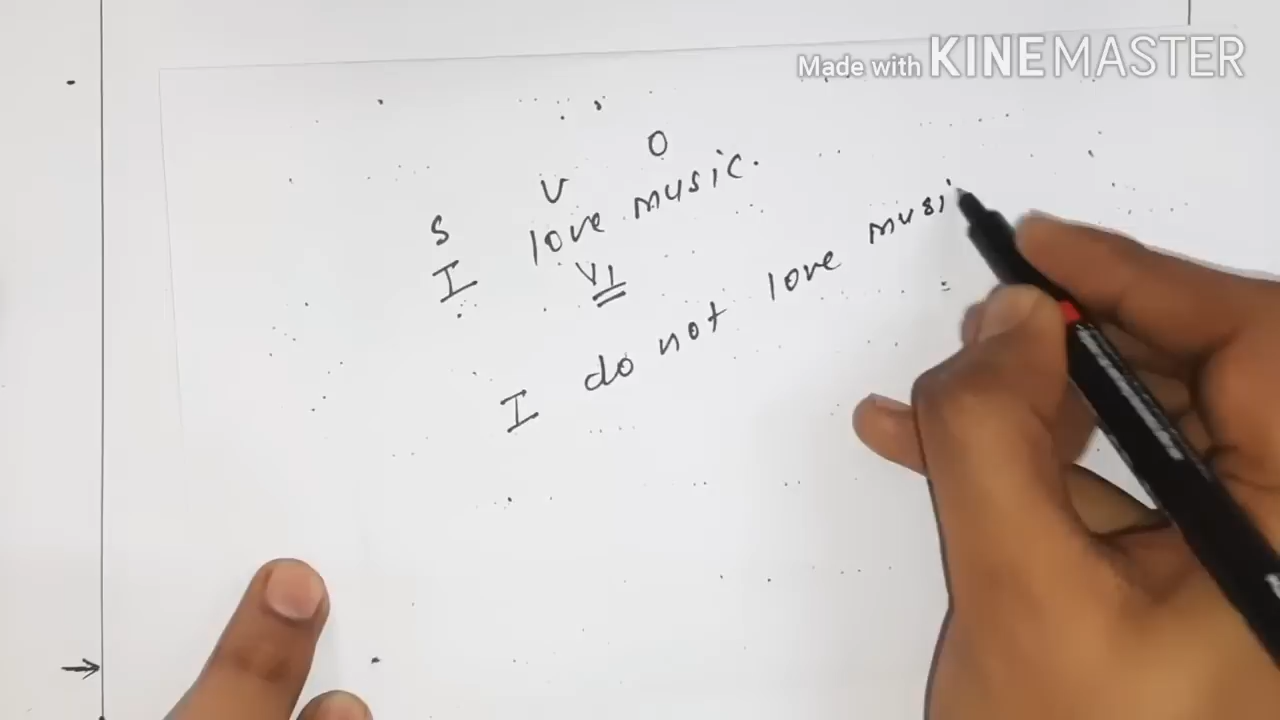 Made with KINEMASTER
S V O
I love music.
V1
I do not love musi